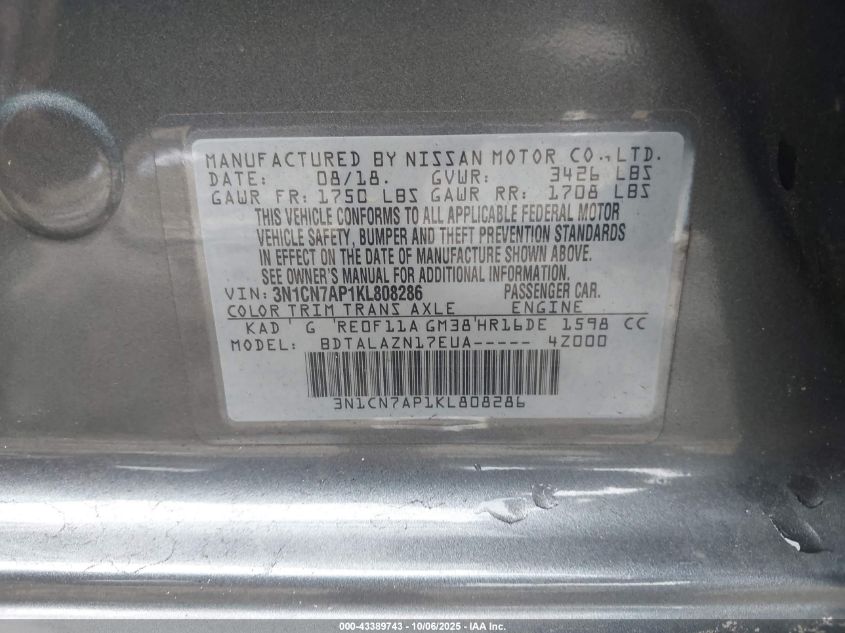 MANUFACTURED BY NISSAN MOTOR CO., LTD.
DATE: 08/18. GVWR: 3426 LBS
GAWR FR: 1750 LBS GAWR RR: 1708 LBS
THIS VEHICLE CONFORMS TO ALL APPLICABLE FEDERAL MOTOR
VEHICLE SAFETY, BUMPER AND THEFT PREVENTION STANDARDS
IN EFFECT ON THE DATE OF MANUFACTURE SHOWN ABOVE.
SEE OWNER'S MANUAL FOR ADDITIONAL INFORMATION.
VIN: 3N1CN7AP1KL808286 PASSENGER CAR.
COLOR TRIM TRANS AXLE ENGINE
KAD G RE0F11A GM38 HR16DE 1598 CC
MODEL: BDTALAZN17EUA----- 4Z000
3N1CN7AP1KL808286
000-43389743 - 10/06/2025 - IAA Inc.